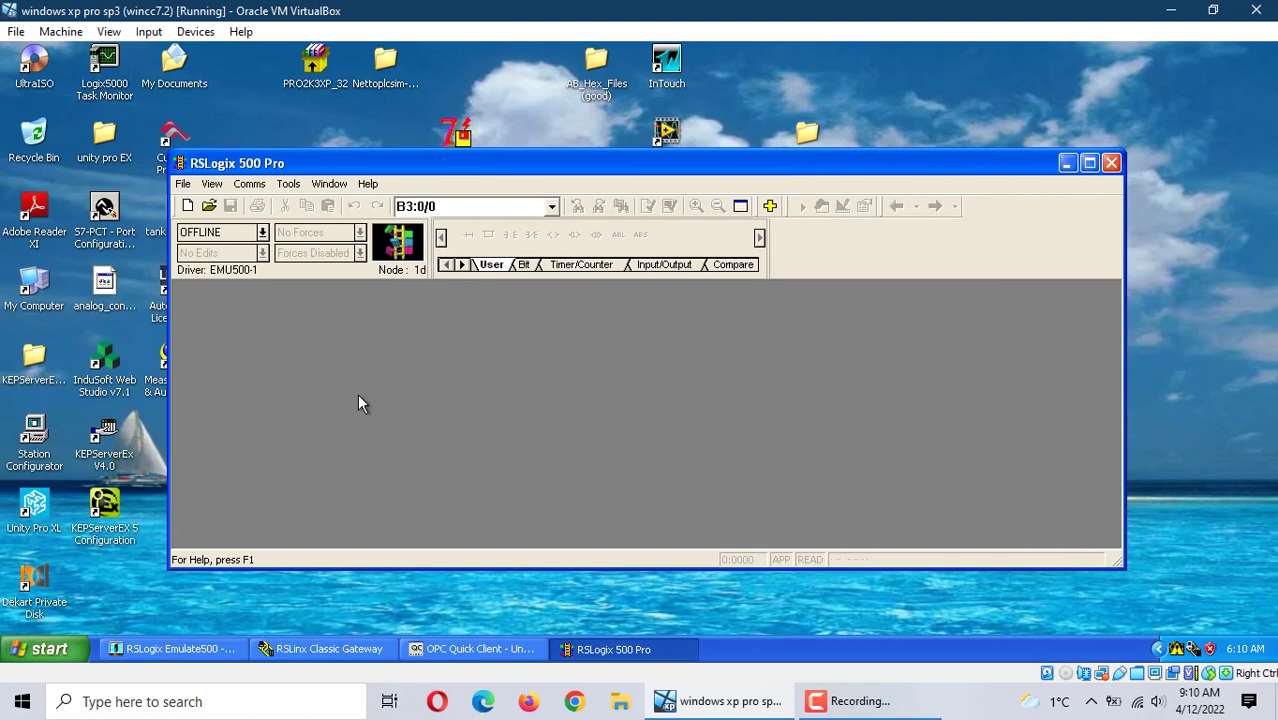 windows xp pro sp3 (wincc7.2) [Running] - Oracle VM VirtualBox
File Machine View Input Devices Help
UltraISO
Logix5000 Task Monitor
My Documents
PRO2K3XP_32
Nettoplcsim-...
AB_Hex_Files (good)
InTouch
Recycle Bin
unity pro EX
RSLogix 500 Pro
File View Comms Tools Window Help
B3:0/0
OFFLINE No Forces
No Edits Forces Disabled
Driver: EMU500-1 Node : 1d
User Bit Timer/Counter Input/Output Compare
Adobe Reader XI
S7-PCT - Port Configurati...
tank
My Computer
analog_con...
Aut
Lice
KEPServerE...
InduSoft Web Studio v7.1
Meas
& Au
Station Configurator
KEPServerEx V4.0
Unity Pro XL
KEPServerEX 5 Configuration
For Help, press F1 0:0000 APP READ
Dekart Private Disk
start RSLogix Emulate500 -... RSLinx Classic Gateway OPC Quick Client - Un... RSLogix 500 Pro 6:10 AM
Right Ctrl
Type here to search windows xp pro sp... Recording... 1°C 9:10 AM
4/12/2022